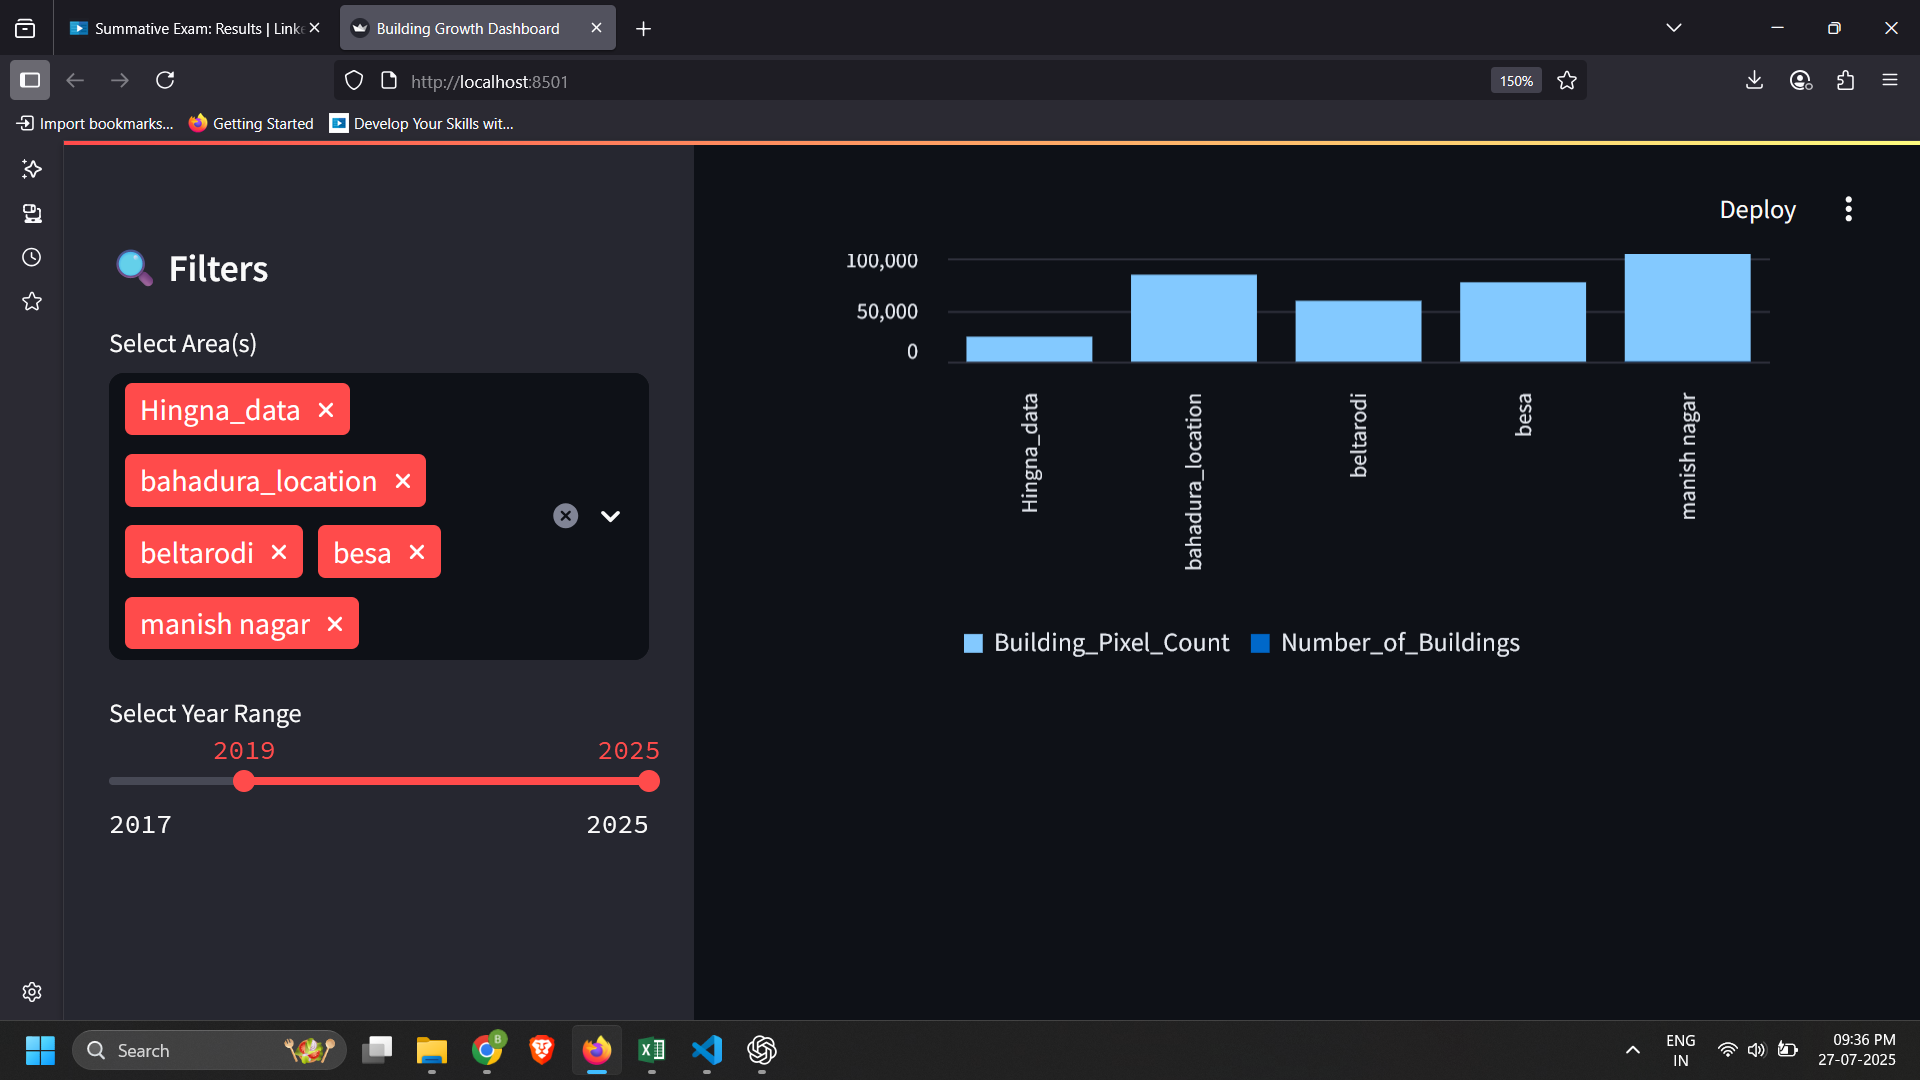 Summative Exam: Results | Linke
Building Growth Dashboard
http://localhost:8501
150%
Import bookmarks...
Getting Started
Develop Your Skills wit...
Filters
Select Area(s)
Hingna_data
bahadura_location
beltarodi
besa
manish nagar
Select Year Range
2019
2025
2017
2025
Deploy
100,000
50,000
0
Hingna_data
bahadura_location
beltarodi
besa
manish nagar
Building_Pixel_Count
Number_of_Buildings
Search
B
ENG
IN
09:36 PM
27-07-2025